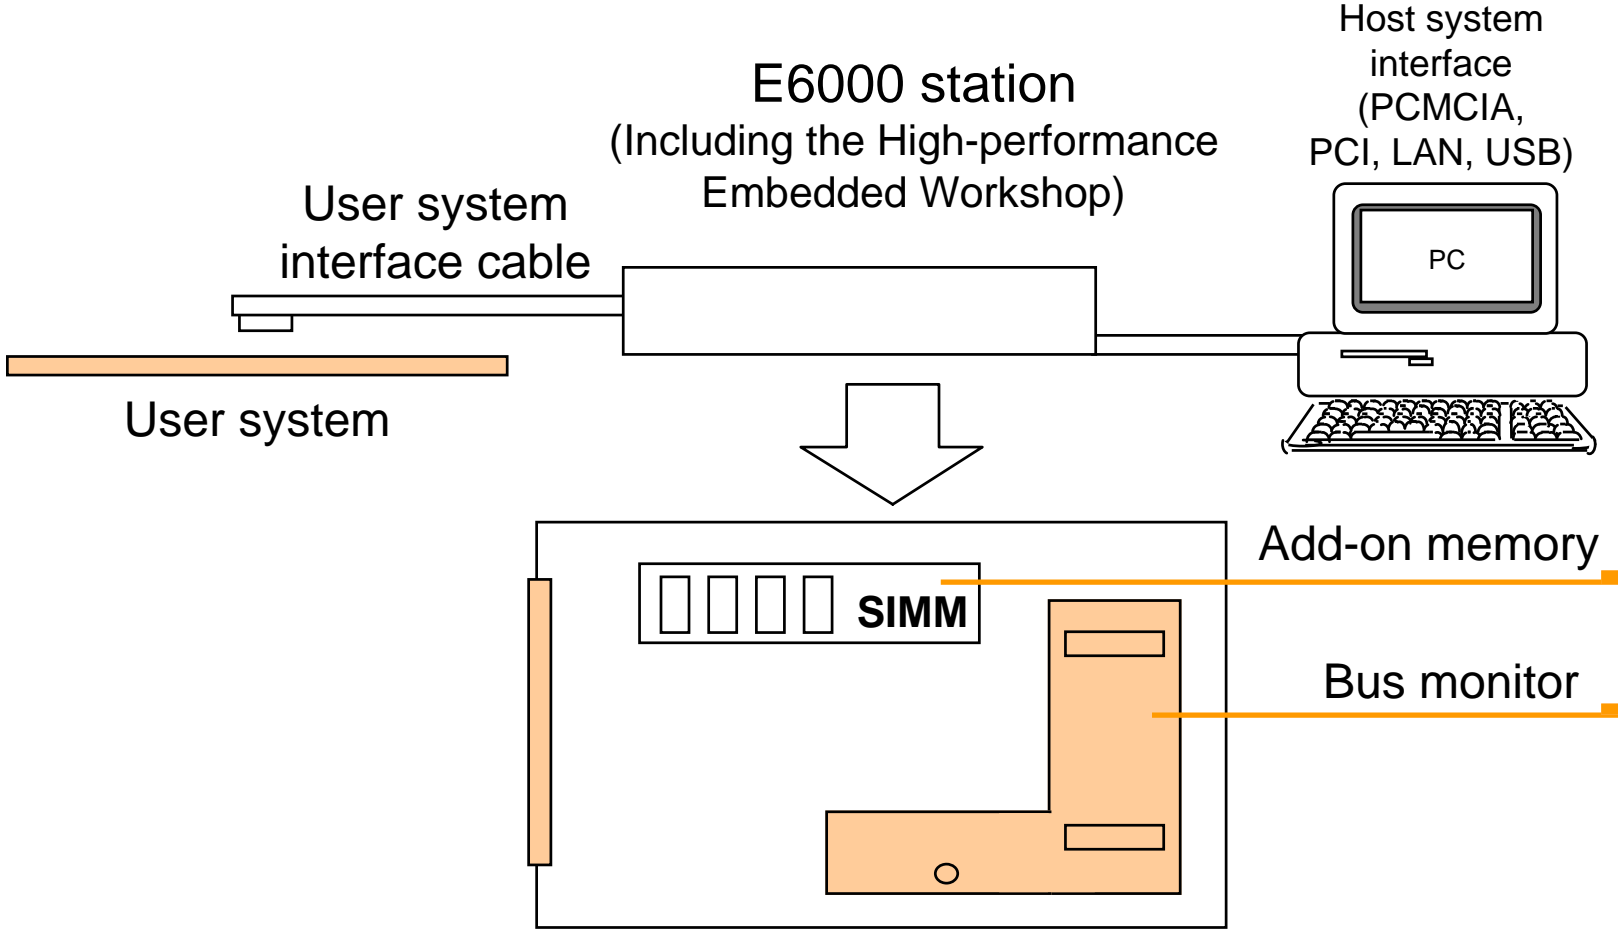 Host system
interface
(PCMCIA,
PCI, LAN, USB)
E6000 station
(Including the High-performance
Embedded Workshop)
User system
interface cable
PC
User system
Add-on memory
SIMM
Bus monitor